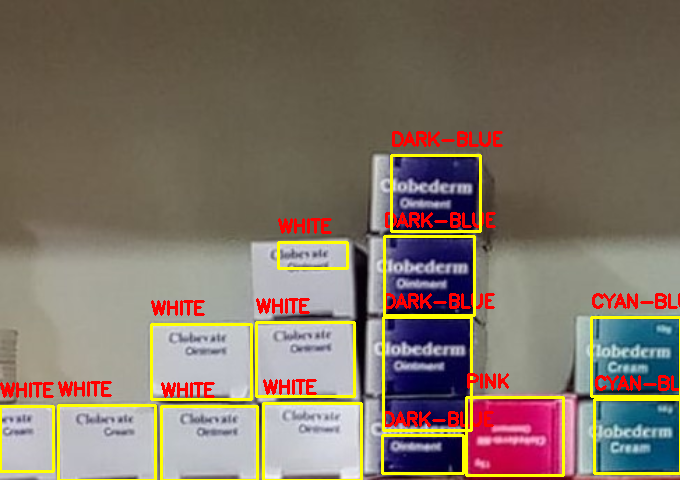 DARK-BLUE
Clobederm
Ointment
DARK-BLUE
WHITE
Clobevate
Ointment
Clobederm
Ointment
DARK-BLUE
CYAN-BLU
WHITE
WHITE
Clobevate
Ointment
Clobevate
Ointment
Clobederm
Ointment
Clobederm
Cream
PINK
CYAN-BL
WHITE
WHITE
WHITE
WHITE
DARK-BLUE
evate
Cream
Clobevate
Cream
Clobevate
Ointment
Clobevate
Ointment
Ointment
Clobederm
Cream